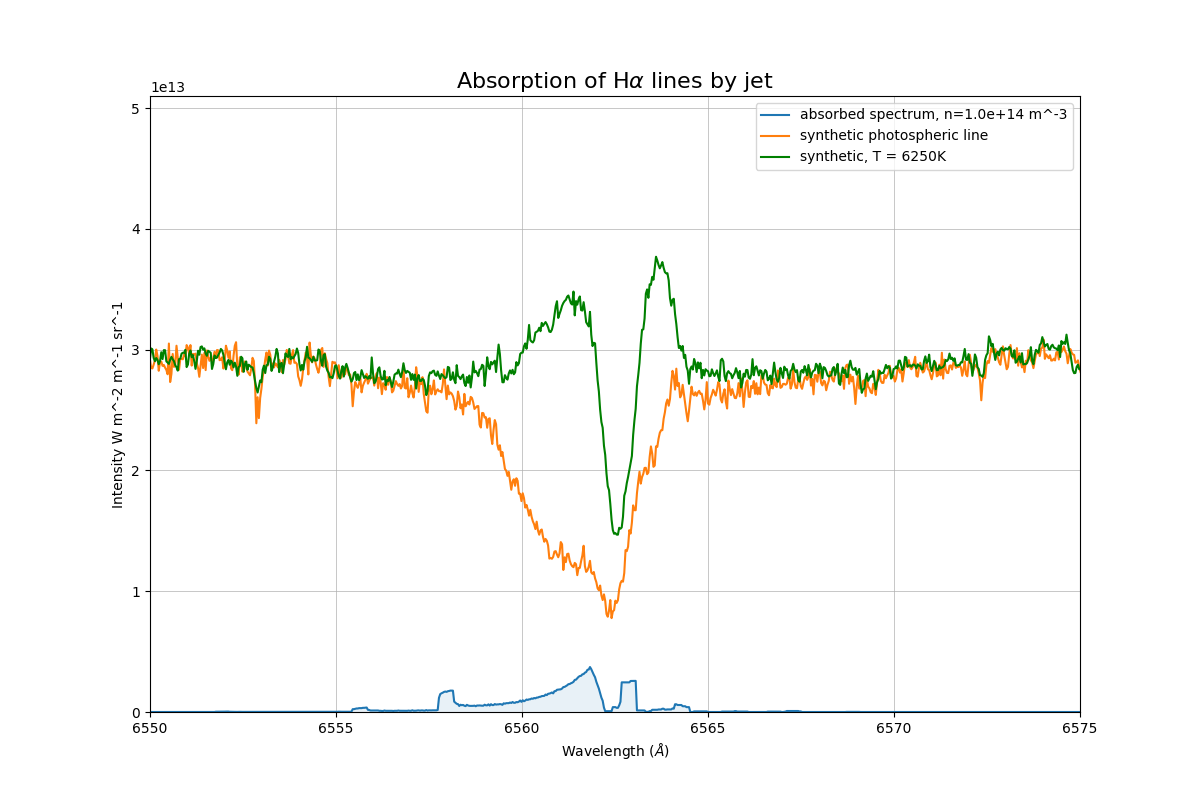 Absorption of Hα lines by jet
1e13
absorbed spectrum, n=1.0e+14 m^-3
synthetic photospheric line
synthetic, T = 6250K
5
4
3
2
1
0
Intensity W m^-2 m^-1 sr^-1
6550 6555 6560 6565 6570 6575
Wavelength (Å)